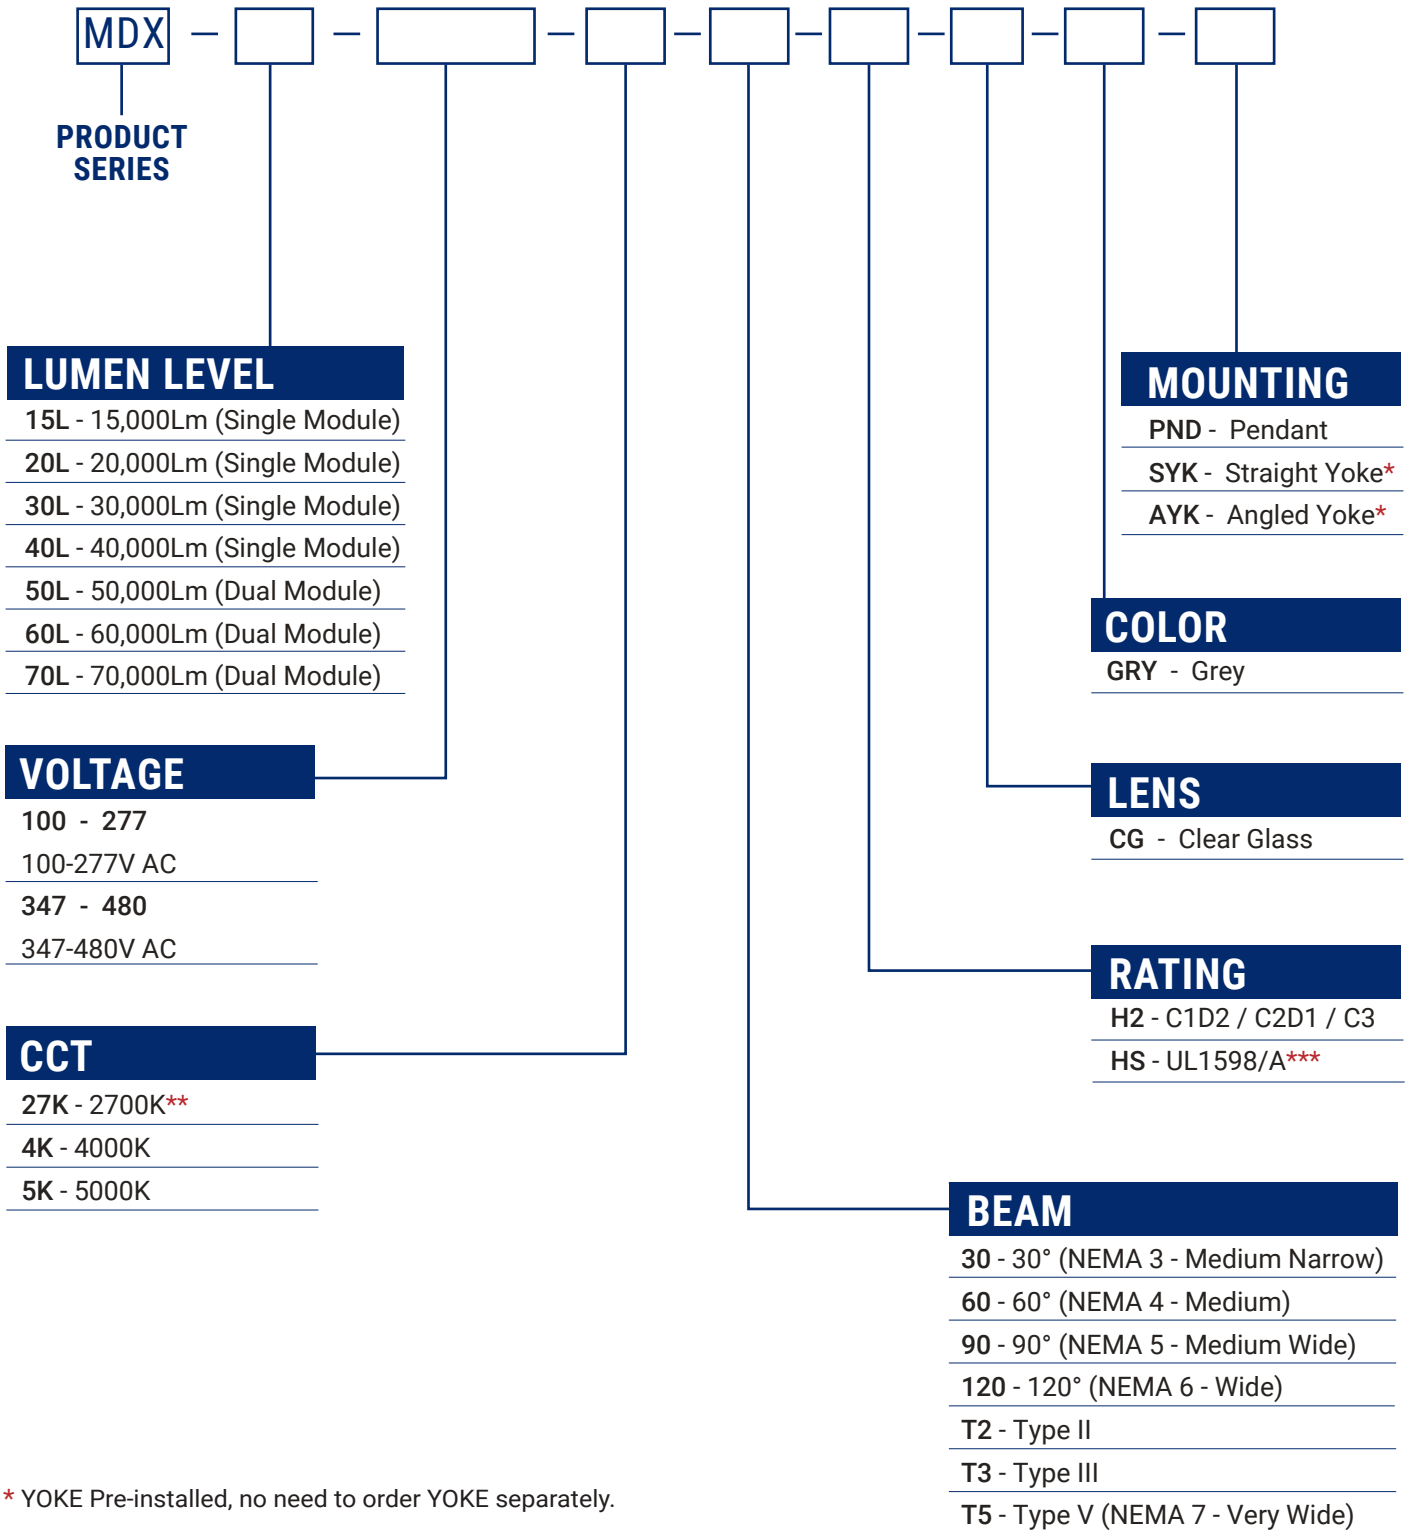 MDX
PRODUCT
SERIES
LUMEN LEVEL
15L - 15,000Lm (Single Module)
20L - 20,000Lm (Single Module)
30L - 30,000Lm (Single Module)
40L - 40,000Lm (Single Module)
50L - 50,000Lm (Dual Module)
60L - 60,000Lm (Dual Module)
70L - 70,000Lm (Dual Module)
VOLTAGE
100 - 277
100-277V AC
347 - 480
347-480V AC
CCT
27K - 2700K**
4K - 4000K
5K - 5000K
MOUNTING
PND - Pendant
SYK - Straight Yoke*
AYK - Angled Yoke*
COLOR
GRY - Grey
LENS
CG - Clear Glass
RATING
H2 - C1D2 / C2D1 / C3
HS - UL1598/A***
BEAM
30 - 30° (NEMA 3 - Medium Narrow)
60 - 60° (NEMA 4 - Medium)
90 - 90° (NEMA 5 - Medium Wide)
120 - 120° (NEMA 6 - Wide)
T2 - Type II
T3 - Type III
T5 - Type V (NEMA 7 - Very Wide)
* YOKE Pre-installed, no need to order YOKE separately.